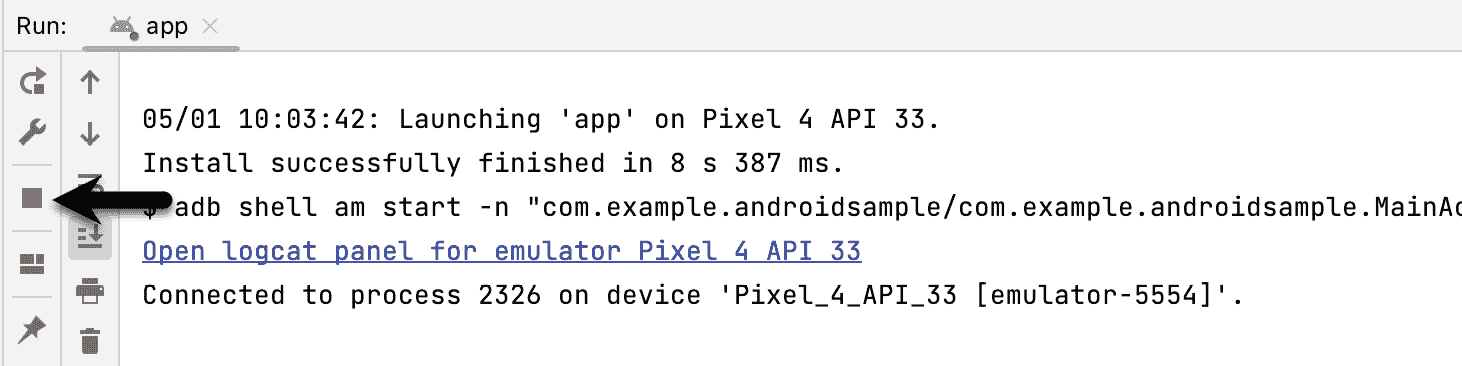 Run: app
05/01 10:03:42: Launching 'app' on Pixel 4 API 33.
Install successfully finished in 8 s 387 ms.
$ adb shell am start -n "com.example.androidsample/com.example.androidsample.MainAc
Open logcat panel for emulator Pixel 4 API 33
Connected to process 2326 on device 'Pixel_4_API_33 [emulator-5554]'.